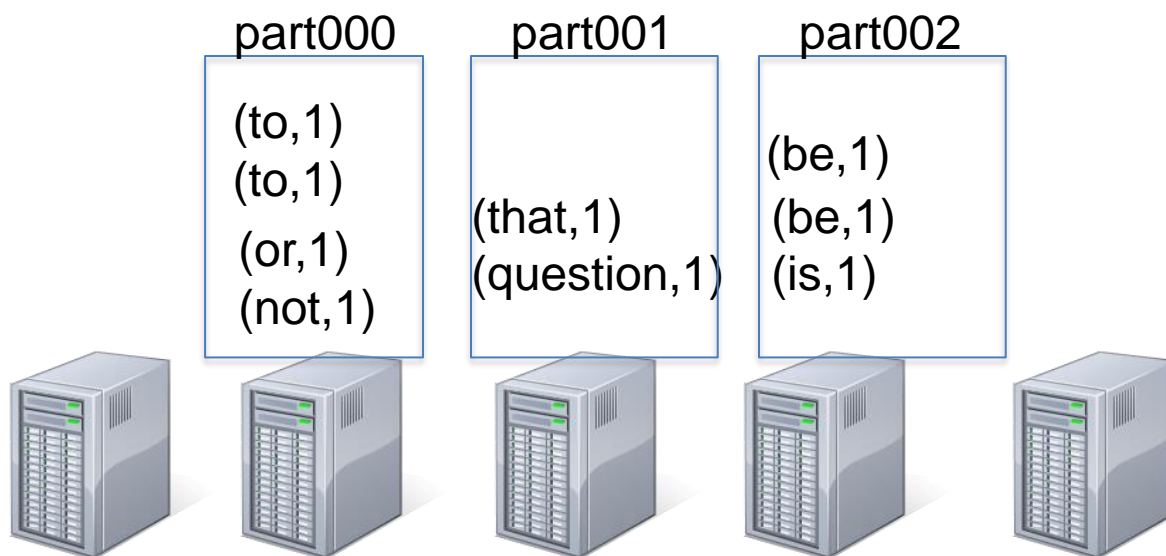 part000
part001
part002
(to,1)
(to,1)
(or,1)
(not,1)
(that,1)
(question,1)
(be,1)
(be,1)
(is,1)